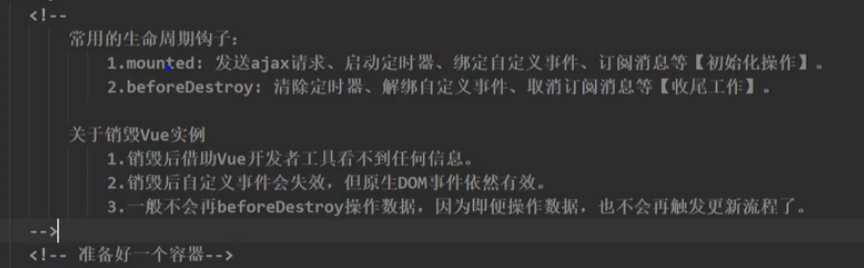 <!--
常用的生命周期钩子：
1.mounted: 发送ajax请求、启动定时器、绑定自定义事件、订阅消息等【初始化操作】。
2.beforeDestroy: 清除定时器、解绑自定义事件、取消订阅消息等【收尾工作】。
关于销毁Vue实例
1.销毁后借助Vue开发者工具看不到任何信息。
2.销毁后自定义事件会失效，但原生DOM事件依然有效。
3.一般不会再beforeDestroy操作数据，因为即便操作数据，也不会再触发更新流程了。
-->
<!-- 准备好一个容器-->